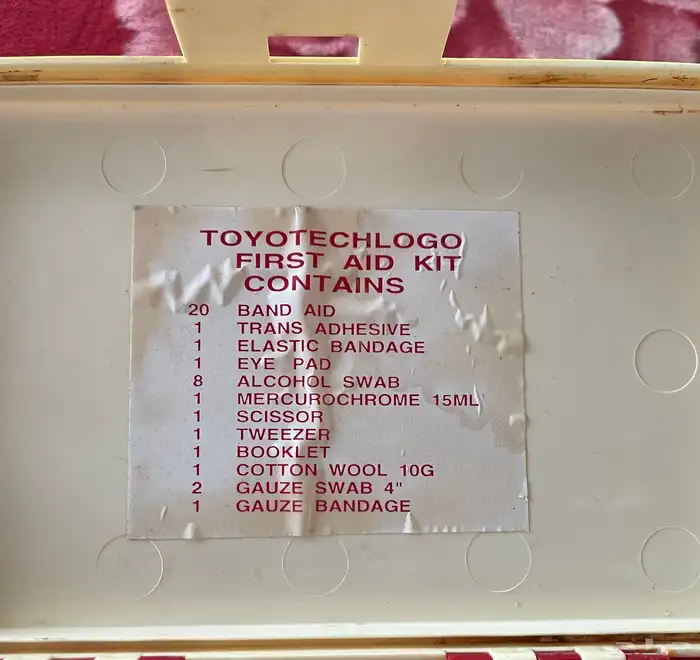 TOYOTECHLOGO
FIRST AID KIT
CONTAINS
20 BAND AID
1 TRANS ADHESIVE
1 ELASTIC BANDAGE
1 EYE PAD
8 ALCOHOL SWAB
1 MERCUROCHROME 15ML
1 SCISSOR
1 TWEEZER
1 BOOKLET
1 COTTON WOOL 10G
2 GAUZE SWAB 4"
1 GAUZE BANDAGE